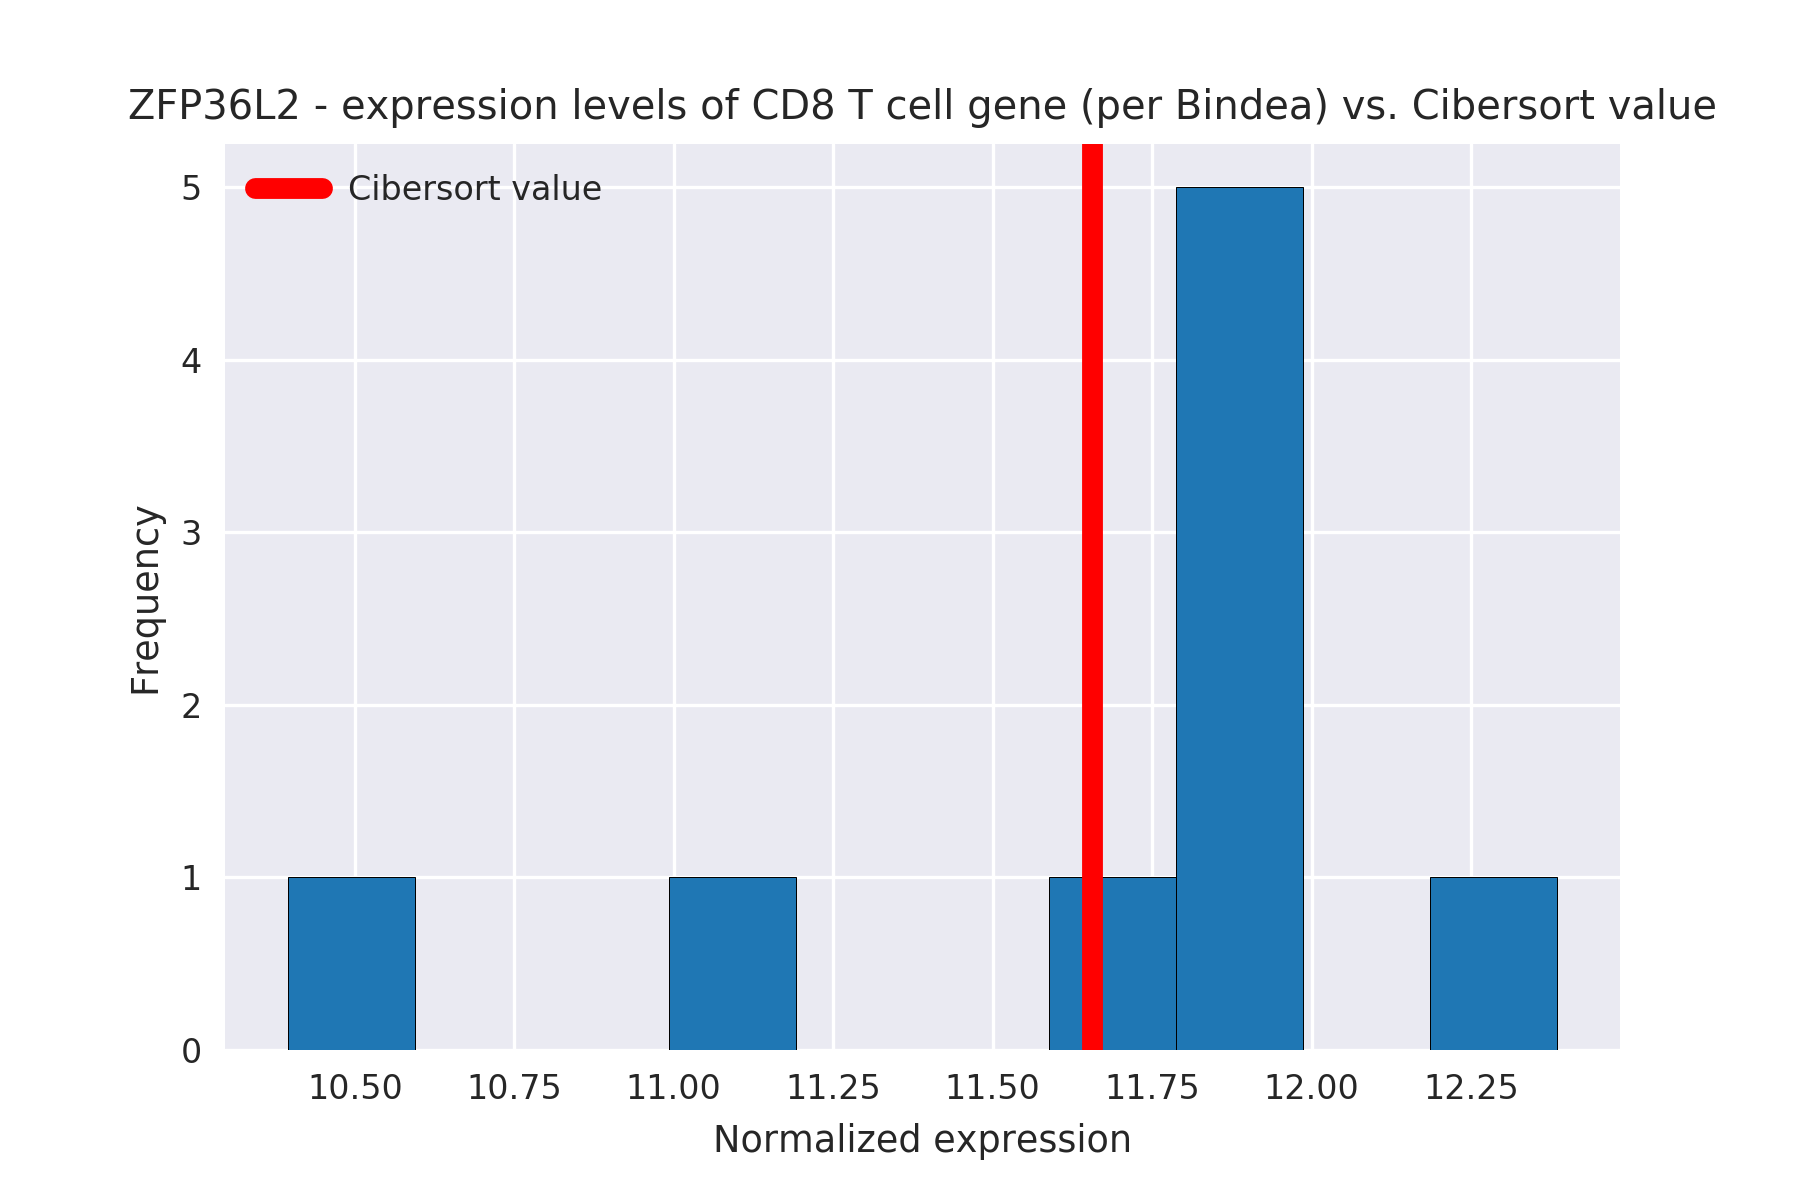 ZFP36L2 - expression levels of CD8 T cell gene (per Bindea) vs. Cibersort value
Cibersort value
5
4
3
2
1
0
Frequency
10.50 10.75 11.00 11.25 11.50 11.75 12.00 12.25
Normalized expression